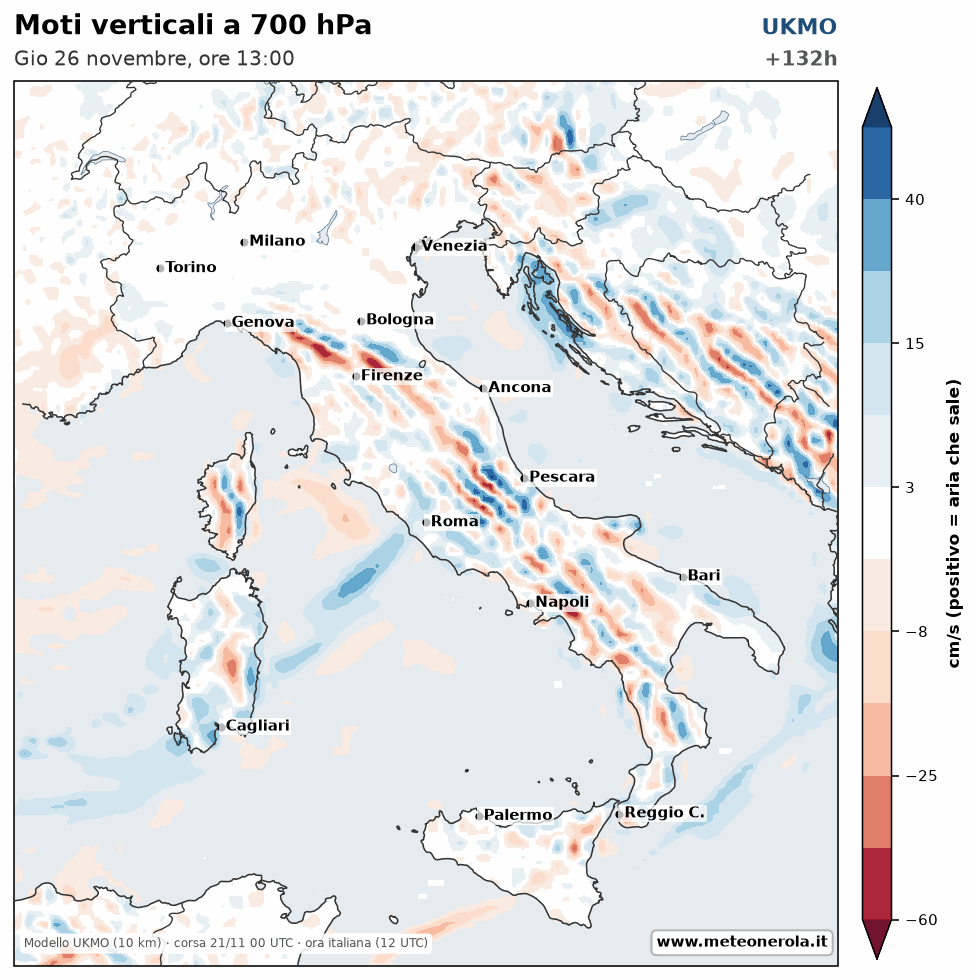 Moti verticali a 700 hPa
UKMO
Gio 26 novembre, ore 13:00
+132h
Milano
Venezia
Torino
Genova
Bologna
Firenze
Ancona
Pescara
Roma
Bari
Napoli
Cagliari
Palermo
Reggio C.
40
15
3
−8
−25
−60
cm/s (positivo = aria che sale)
Modello UKMO (10 km) · corsa 21/11 00 UTC · ora italiana (12 UTC)
www.meteonerola.it